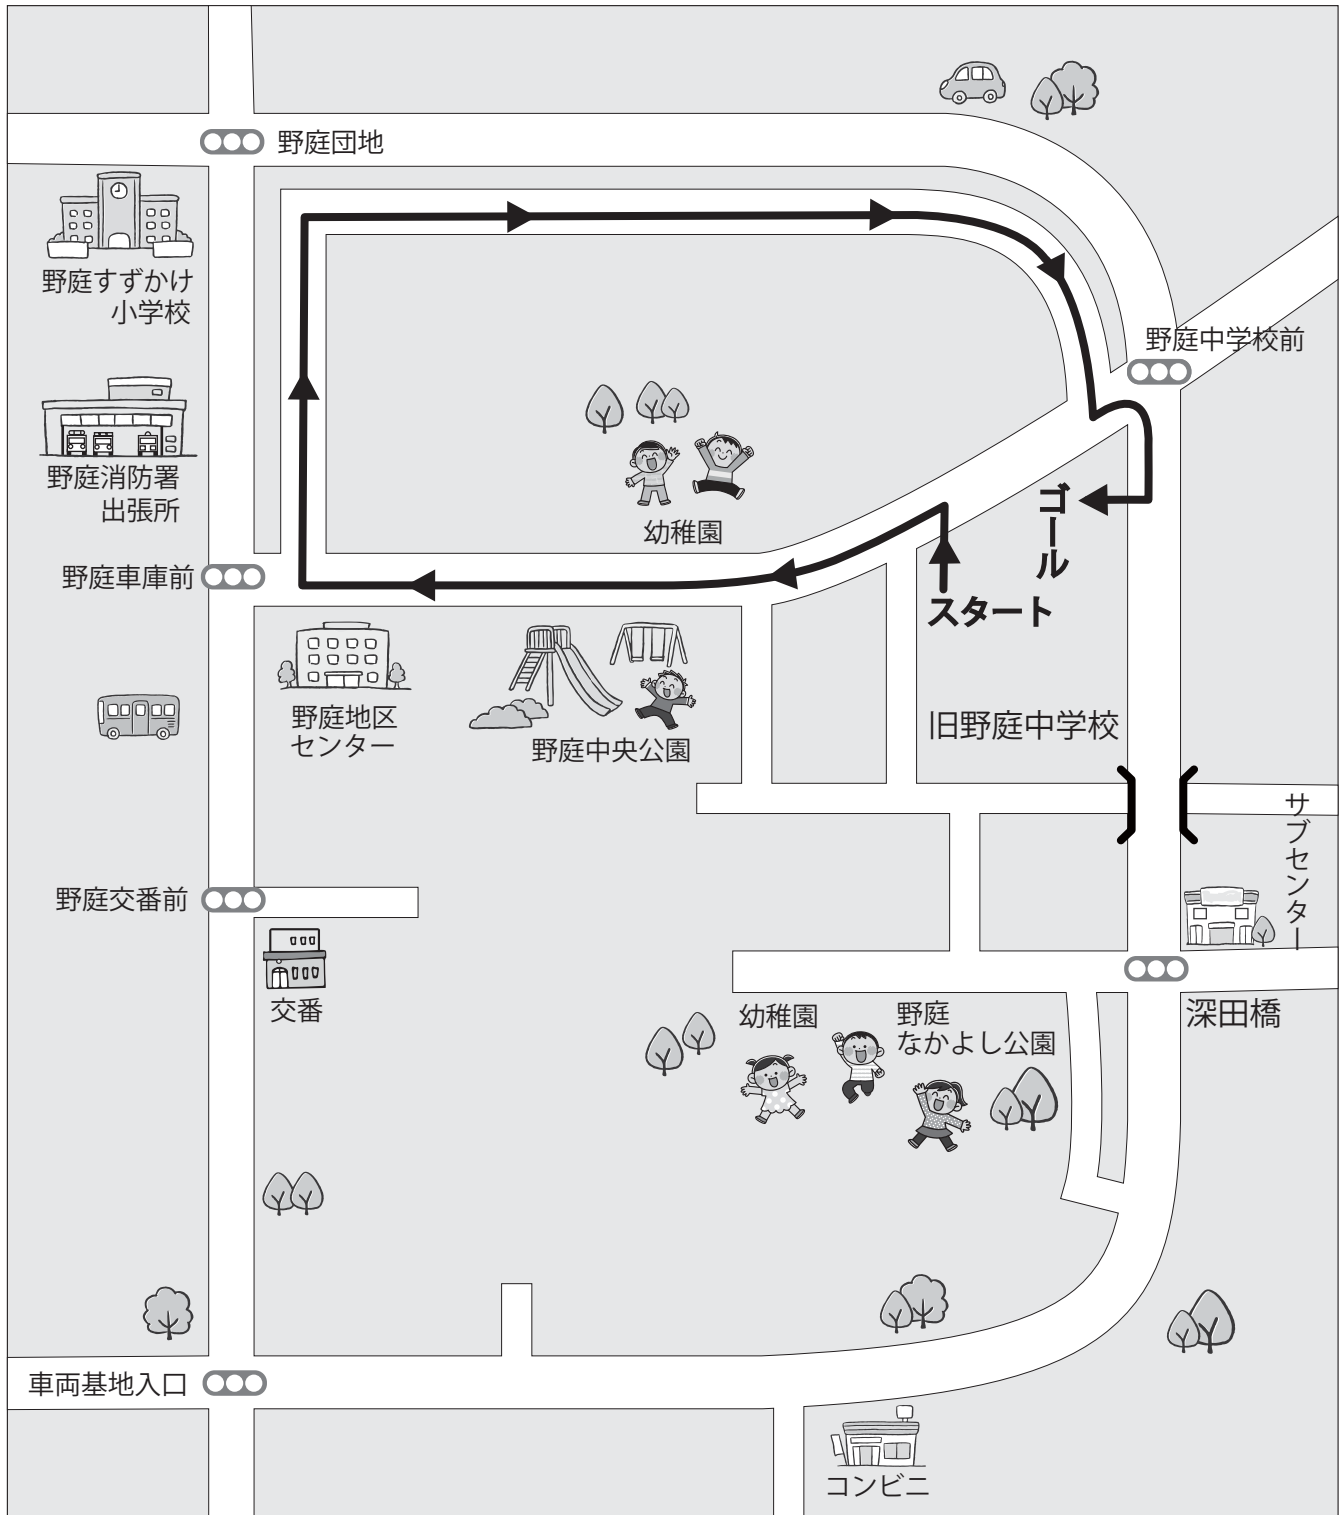 野庭団地
野庭すずかけ
小学校
野庭中学校前
野庭消防署
出張所
ゴール
幼稚園
野庭車庫前
スタート
野庭地区
センター
野庭中央公園
旧野庭中学校
サブセンター
野庭交番前
交番
幼稚園
野庭
なかよし公園
深田橋
車両基地入口
コンビニ